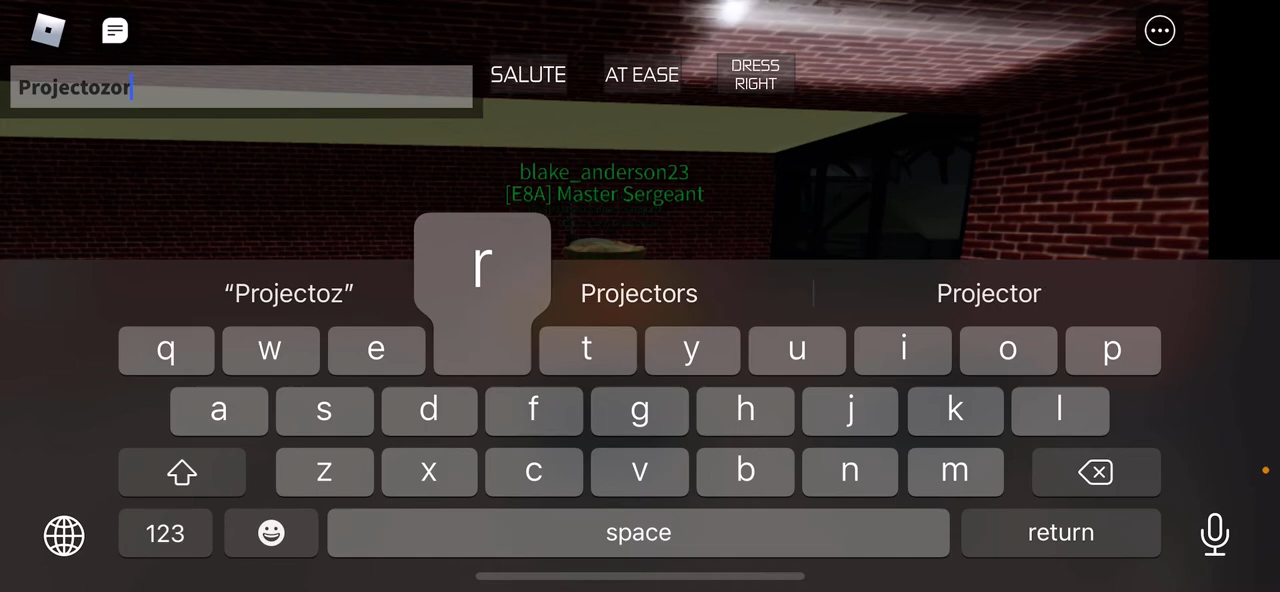 Projectozor
SALUTE
AT EASE
DRESS
RIGHT
blake_anderson23
[E8A] Master Sergeant
r
“Projectoz”
Projectors
Projector
q w e t y u i o p
a s d f g h j k l
z x c v b n m
123
space
return